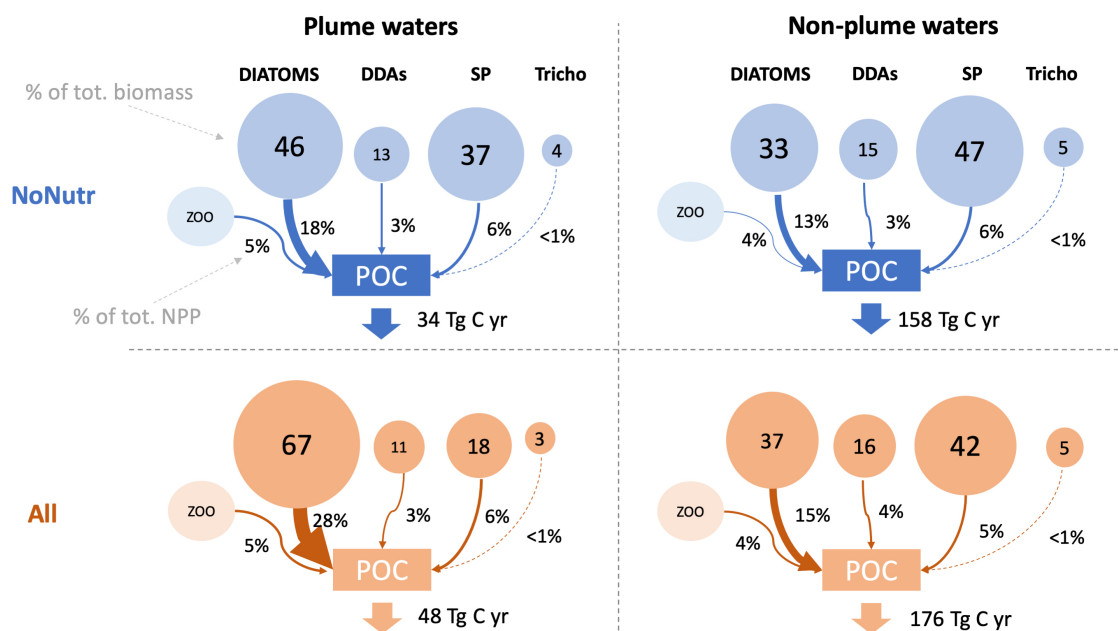 Plume waters
Non-plume waters
DIATOMS DDAs SP Tricho
DIATOMS DDAs SP Tricho
% of tot. biomass
NoNutr
46 13 37 4
ZOO
5% 18% 3% 6% <1%
POC
% of tot. NPP
34 Tg C yr
33 15 47 5
ZOO
4% 13% 3% 6% <1%
POC
158 Tg C yr
All
67 11 18 3
ZOO
5% 28% 3% 6% <1%
POC
48 Tg C yr
37 16 42 5
ZOO
4% 15% 4% 5% <1%
POC
176 Tg C yr